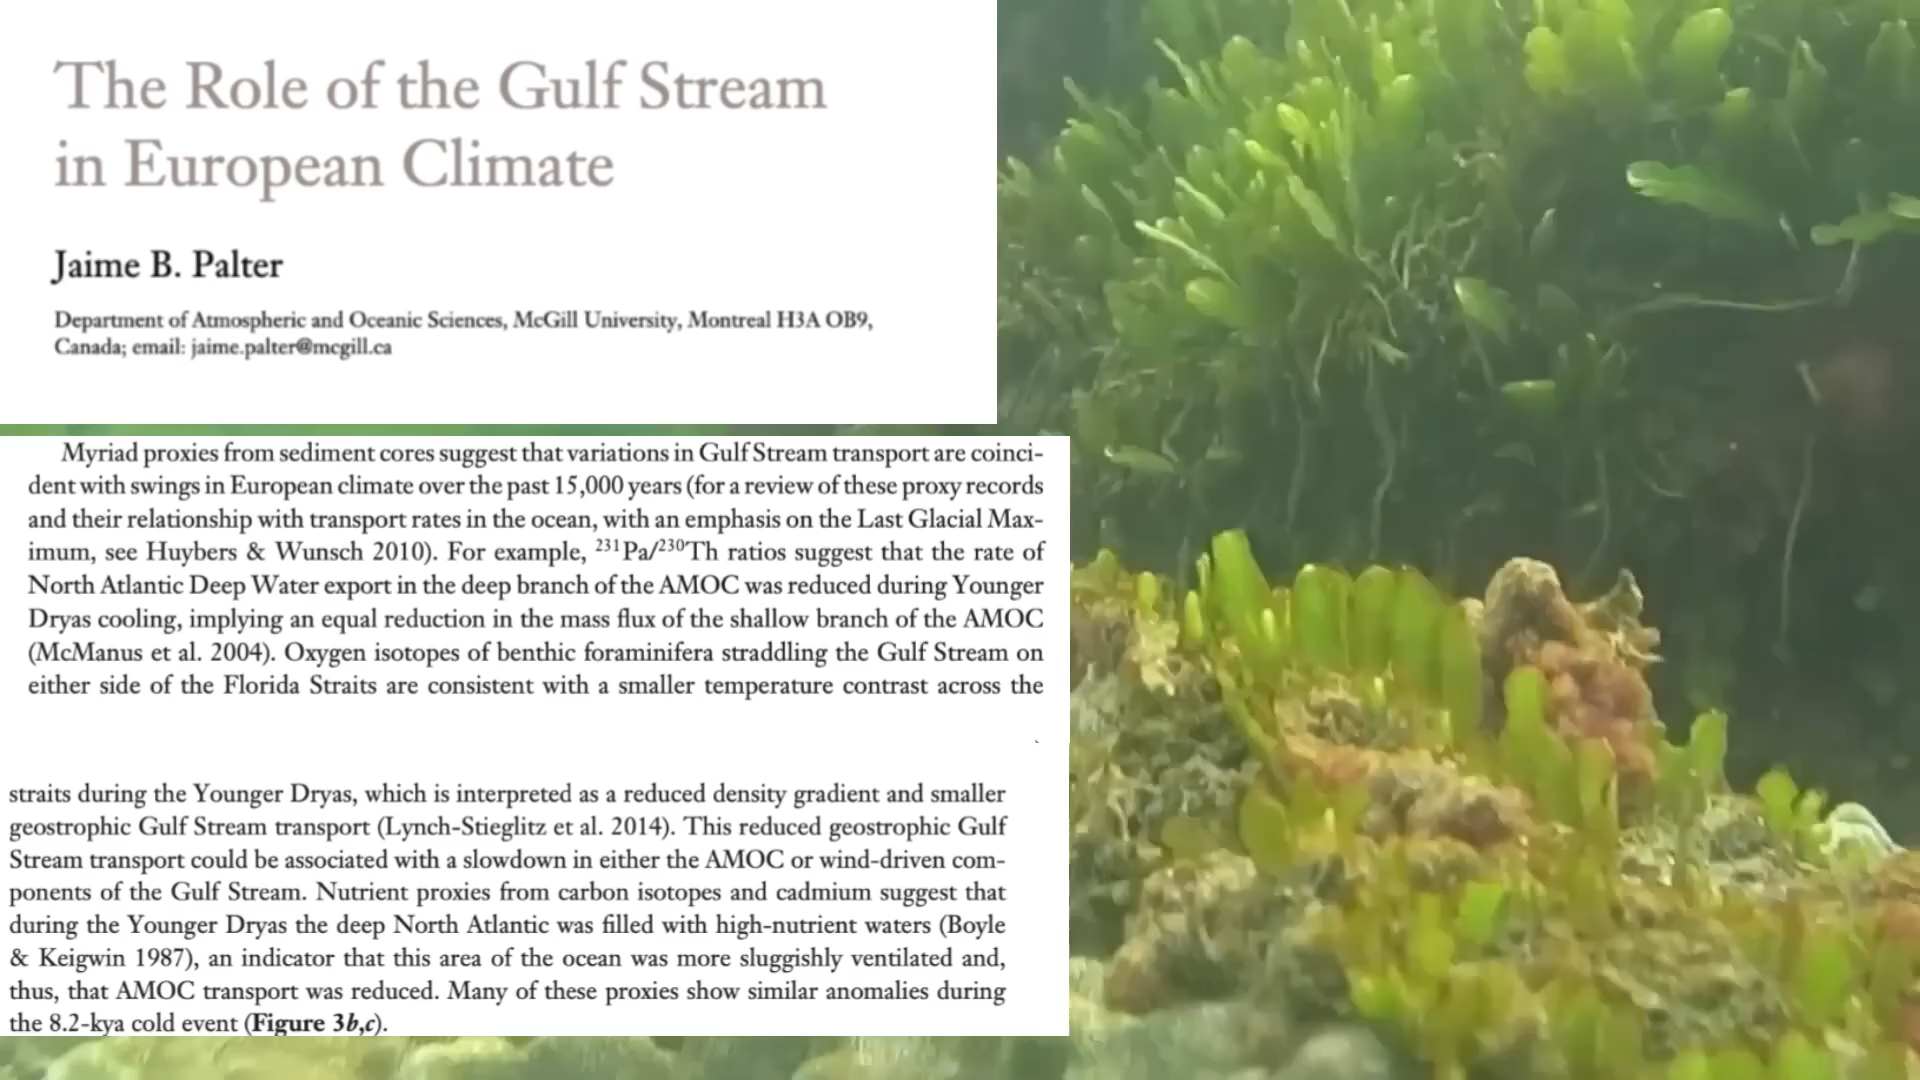 The Role of the Gulf Stream
in European Climate
Jaime B. Palter
Department of Atmospheric and Oceanic Sciences, McGill University, Montreal H3A OB9,
Canada; email: jaime.palter@mcgill.ca
Myriad proxies from sediment cores suggest that variations in Gulf Stream transport are coinci-
dent with swings in European climate over the past 15,000 years (for a review of these proxy records
and their relationship with transport rates in the ocean, with an emphasis on the Last Glacial Max-
imum, see Huybers & Wunsch 2010). For example, ²³¹Pa/²³⁰Th ratios suggest that the rate of
North Atlantic Deep Water export in the deep branch of the AMOC was reduced during Younger
Dryas cooling, implying an equal reduction in the mass flux of the shallow branch of the AMOC
(McManus et al. 2004). Oxygen isotopes of benthic foraminifera straddling the Gulf Stream on
either side of the Florida Straits are consistent with a smaller temperature contrast across the
straits during the Younger Dryas, which is interpreted as a reduced density gradient and smaller
geostrophic Gulf Stream transport (Lynch-Stieglitz et al. 2014). This reduced geostrophic Gulf
Stream transport could be associated with a slowdown in either the AMOC or wind-driven com-
ponents of the Gulf Stream. Nutrient proxies from carbon isotopes and cadmium suggest that
during the Younger Dryas the deep North Atlantic was filled with high-nutrient waters (Boyle
& Keigwin 1987), an indicator that this area of the ocean was more sluggishly ventilated and,
thus, that AMOC transport was reduced. Many of these proxies show similar anomalies during
the 8.2-kya cold event (Figure 3b,c).